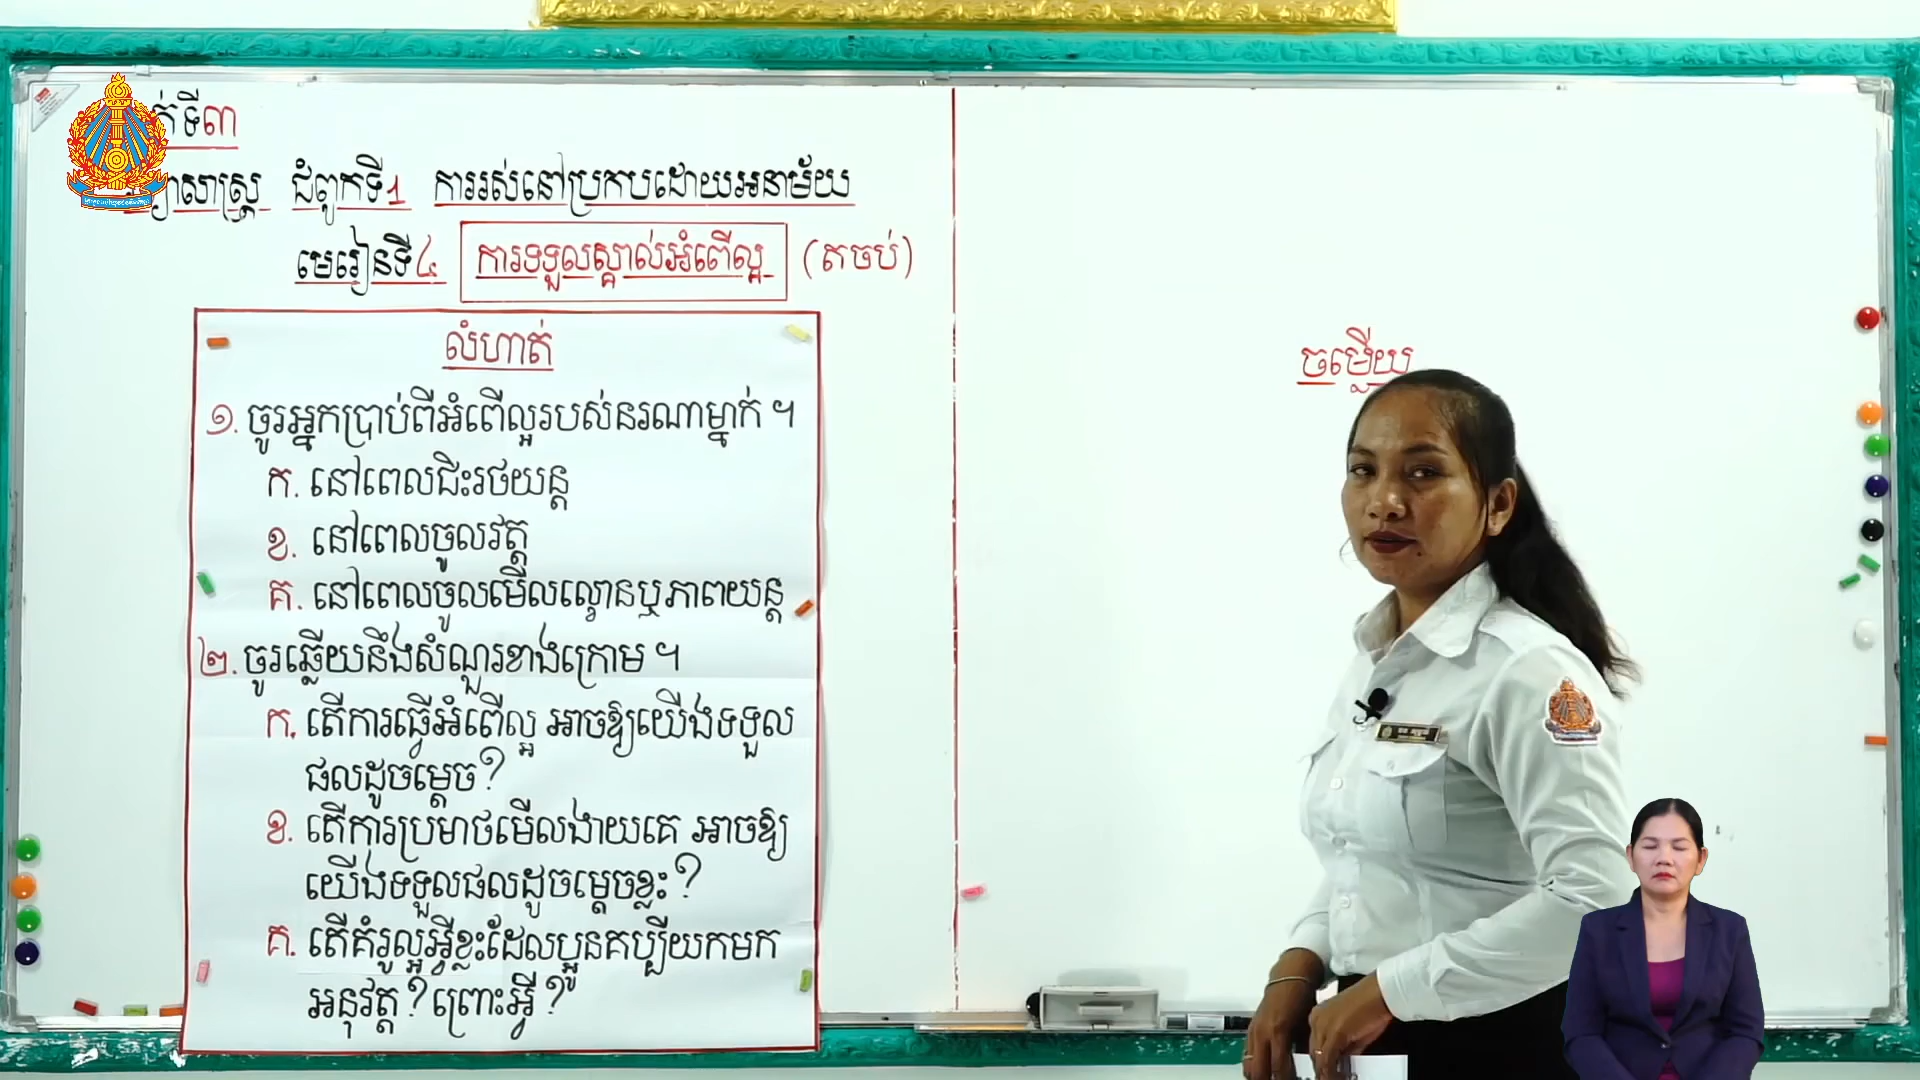 ទី៣
ជំពូកទី1 ការរស់នៅប្រកបដោយអនាម័យ
មេរៀនទី៤ ការទទួលស្គាល់អំពើល្អ (តចប់)
លំហាត់
១. ចូរអ្នកប្រាប់ពីអំពើល្អរបស់នរណាម្នាក់ ។
ក. នៅពេលជិះរថយន្ត
ខ. នៅពេលចូលវត្ត
គ. នៅពេលចូលមើលល្ខោនឬភាពយន្ត
២. ចូរឆ្លើយនឹងសំណួរខាងក្រោម ។
ក. តើការធ្វើអំពើល្អ អាចឱ្យយើងទទួល
ផលដូចម្តេច?
ខ. តើការប្រមាថមើលងាយគេ អាចឱ្យ
យើងទទួលផលដូចម្តេចខ្លះ?
គ. តើគំរូល្អអ្វីខ្លះដែលប្អូនគប្បីយកមក
អនុវត្ត? ព្រោះអ្វី?
ចម្លើយ